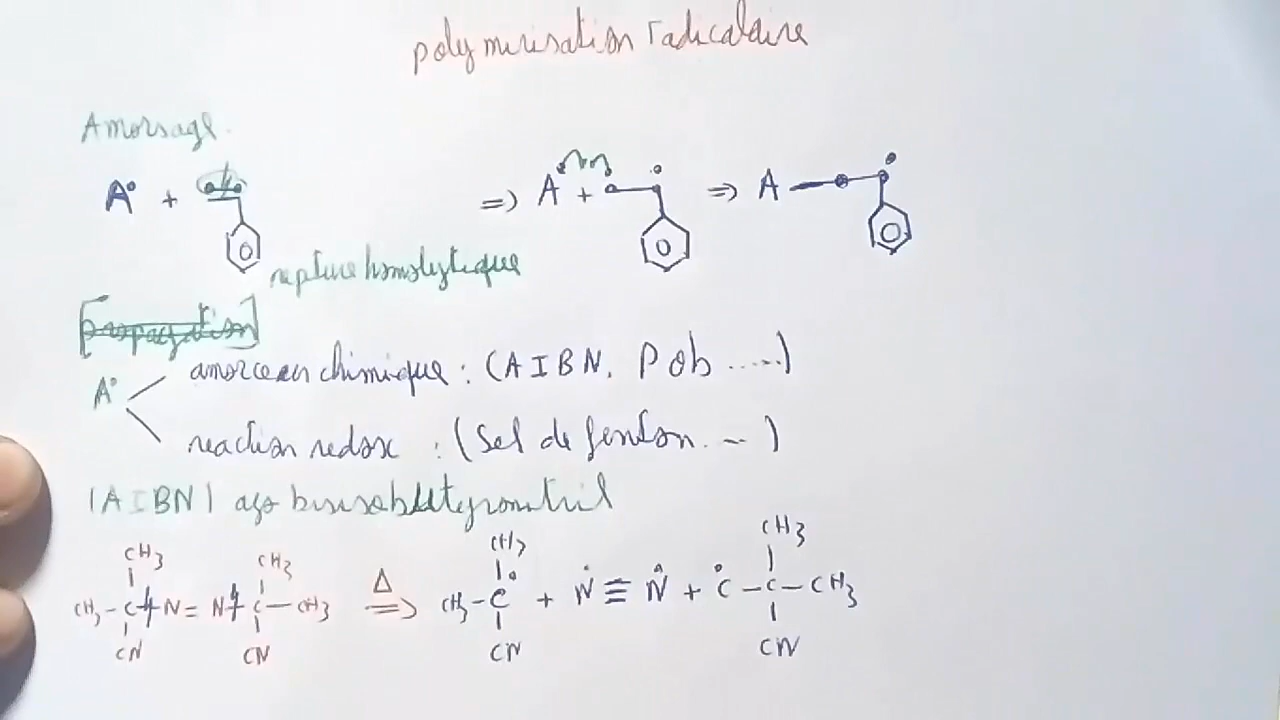 polymerisation radicalaire
Amorsage.
A° + => A + => A
rupture homolytique
[propagation]
A° amorceur chimique : (AIBN, Pob .....)
reaction redox : (Sel de fenton ... )
(AIBN) azo bisisobutyronitril
CH3 CH3 CH3 CH3
CH3-C-N=N-C-CH3 Δ => CH3-C° + N≡N + C°-C-CH3
CN CN CN CN